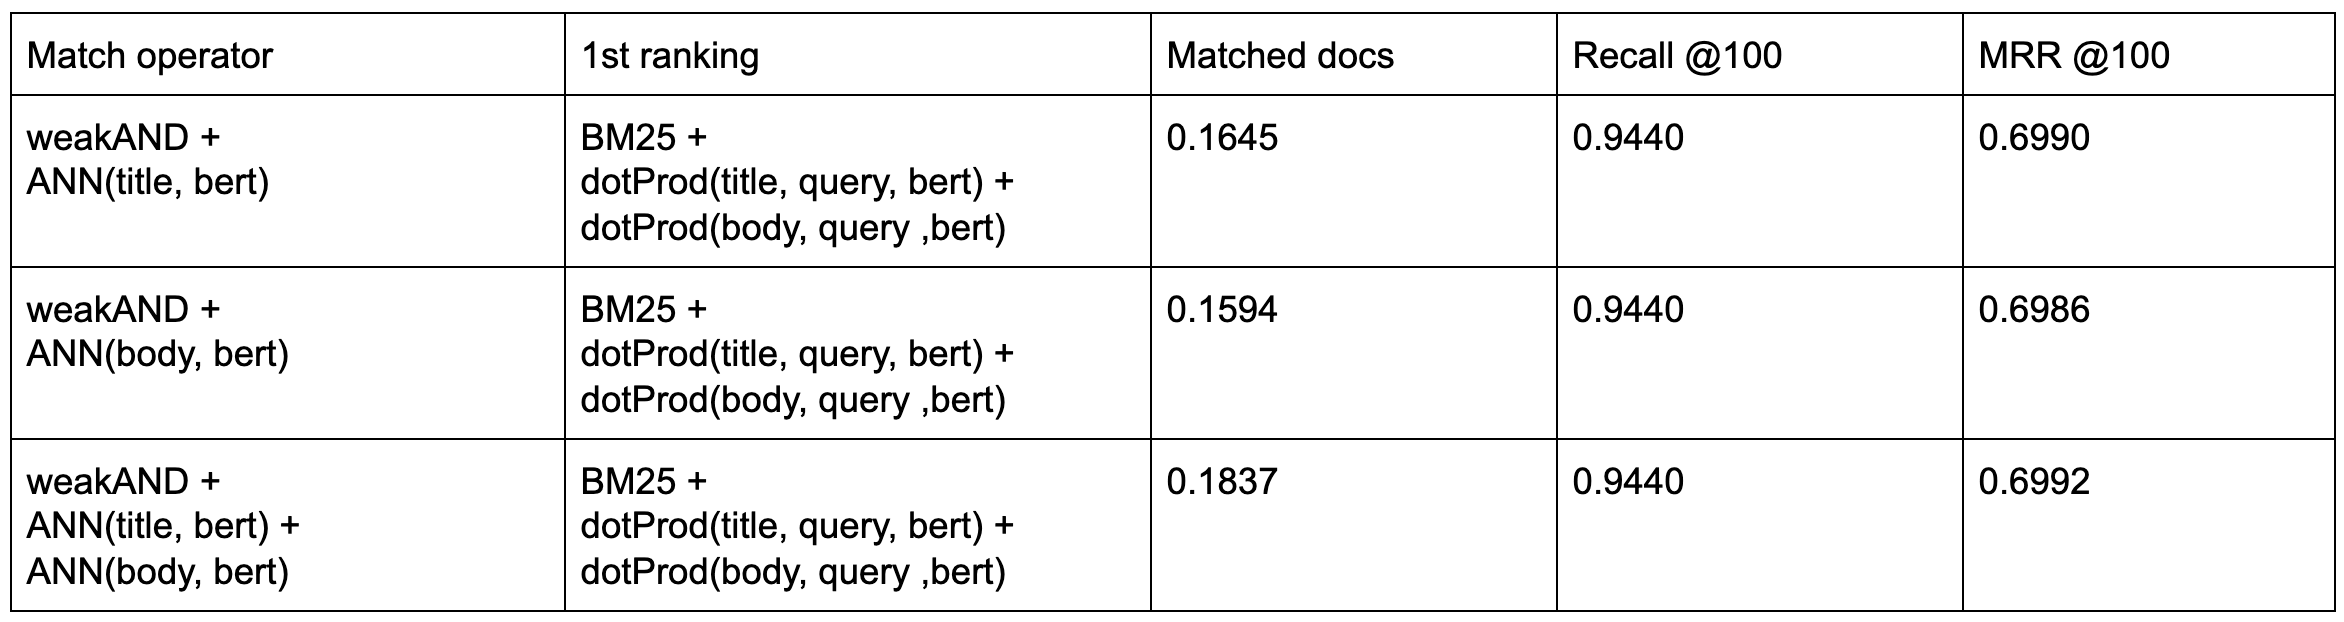 Match operator
1st ranking
Matched docs
Recall @100
MRR @100
weakAND +
ANN(title, bert)
BM25 +
dotProd(title, query, bert) +
dotProd(body, query ,bert)
0.1645
0.9440
0.6990
weakAND +
ANN(body, bert)
BM25 +
dotProd(title, query, bert) +
dotProd(body, query ,bert)
0.1594
0.9440
0.6986
weakAND +
ANN(title, bert) +
ANN(body, bert)
BM25 +
dotProd(title, query, bert) +
dotProd(body, query ,bert)
0.1837
0.9440
0.6992